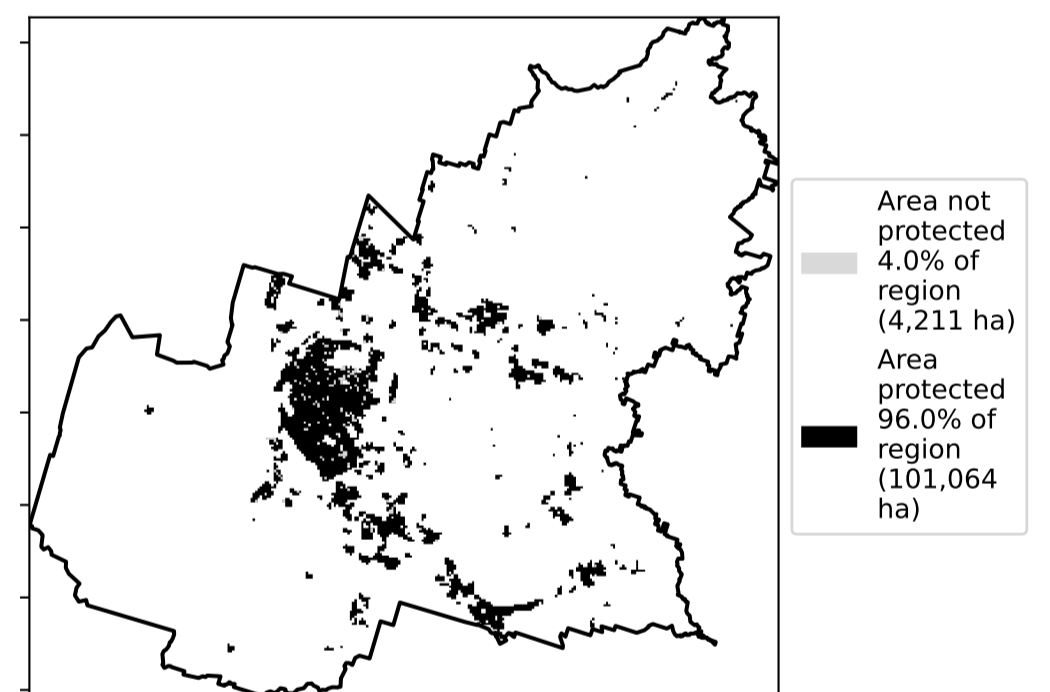 Area not
protected
4.0% of
region
(4,211 ha)
Area
protected
96.0% of
region
(101,064
ha)